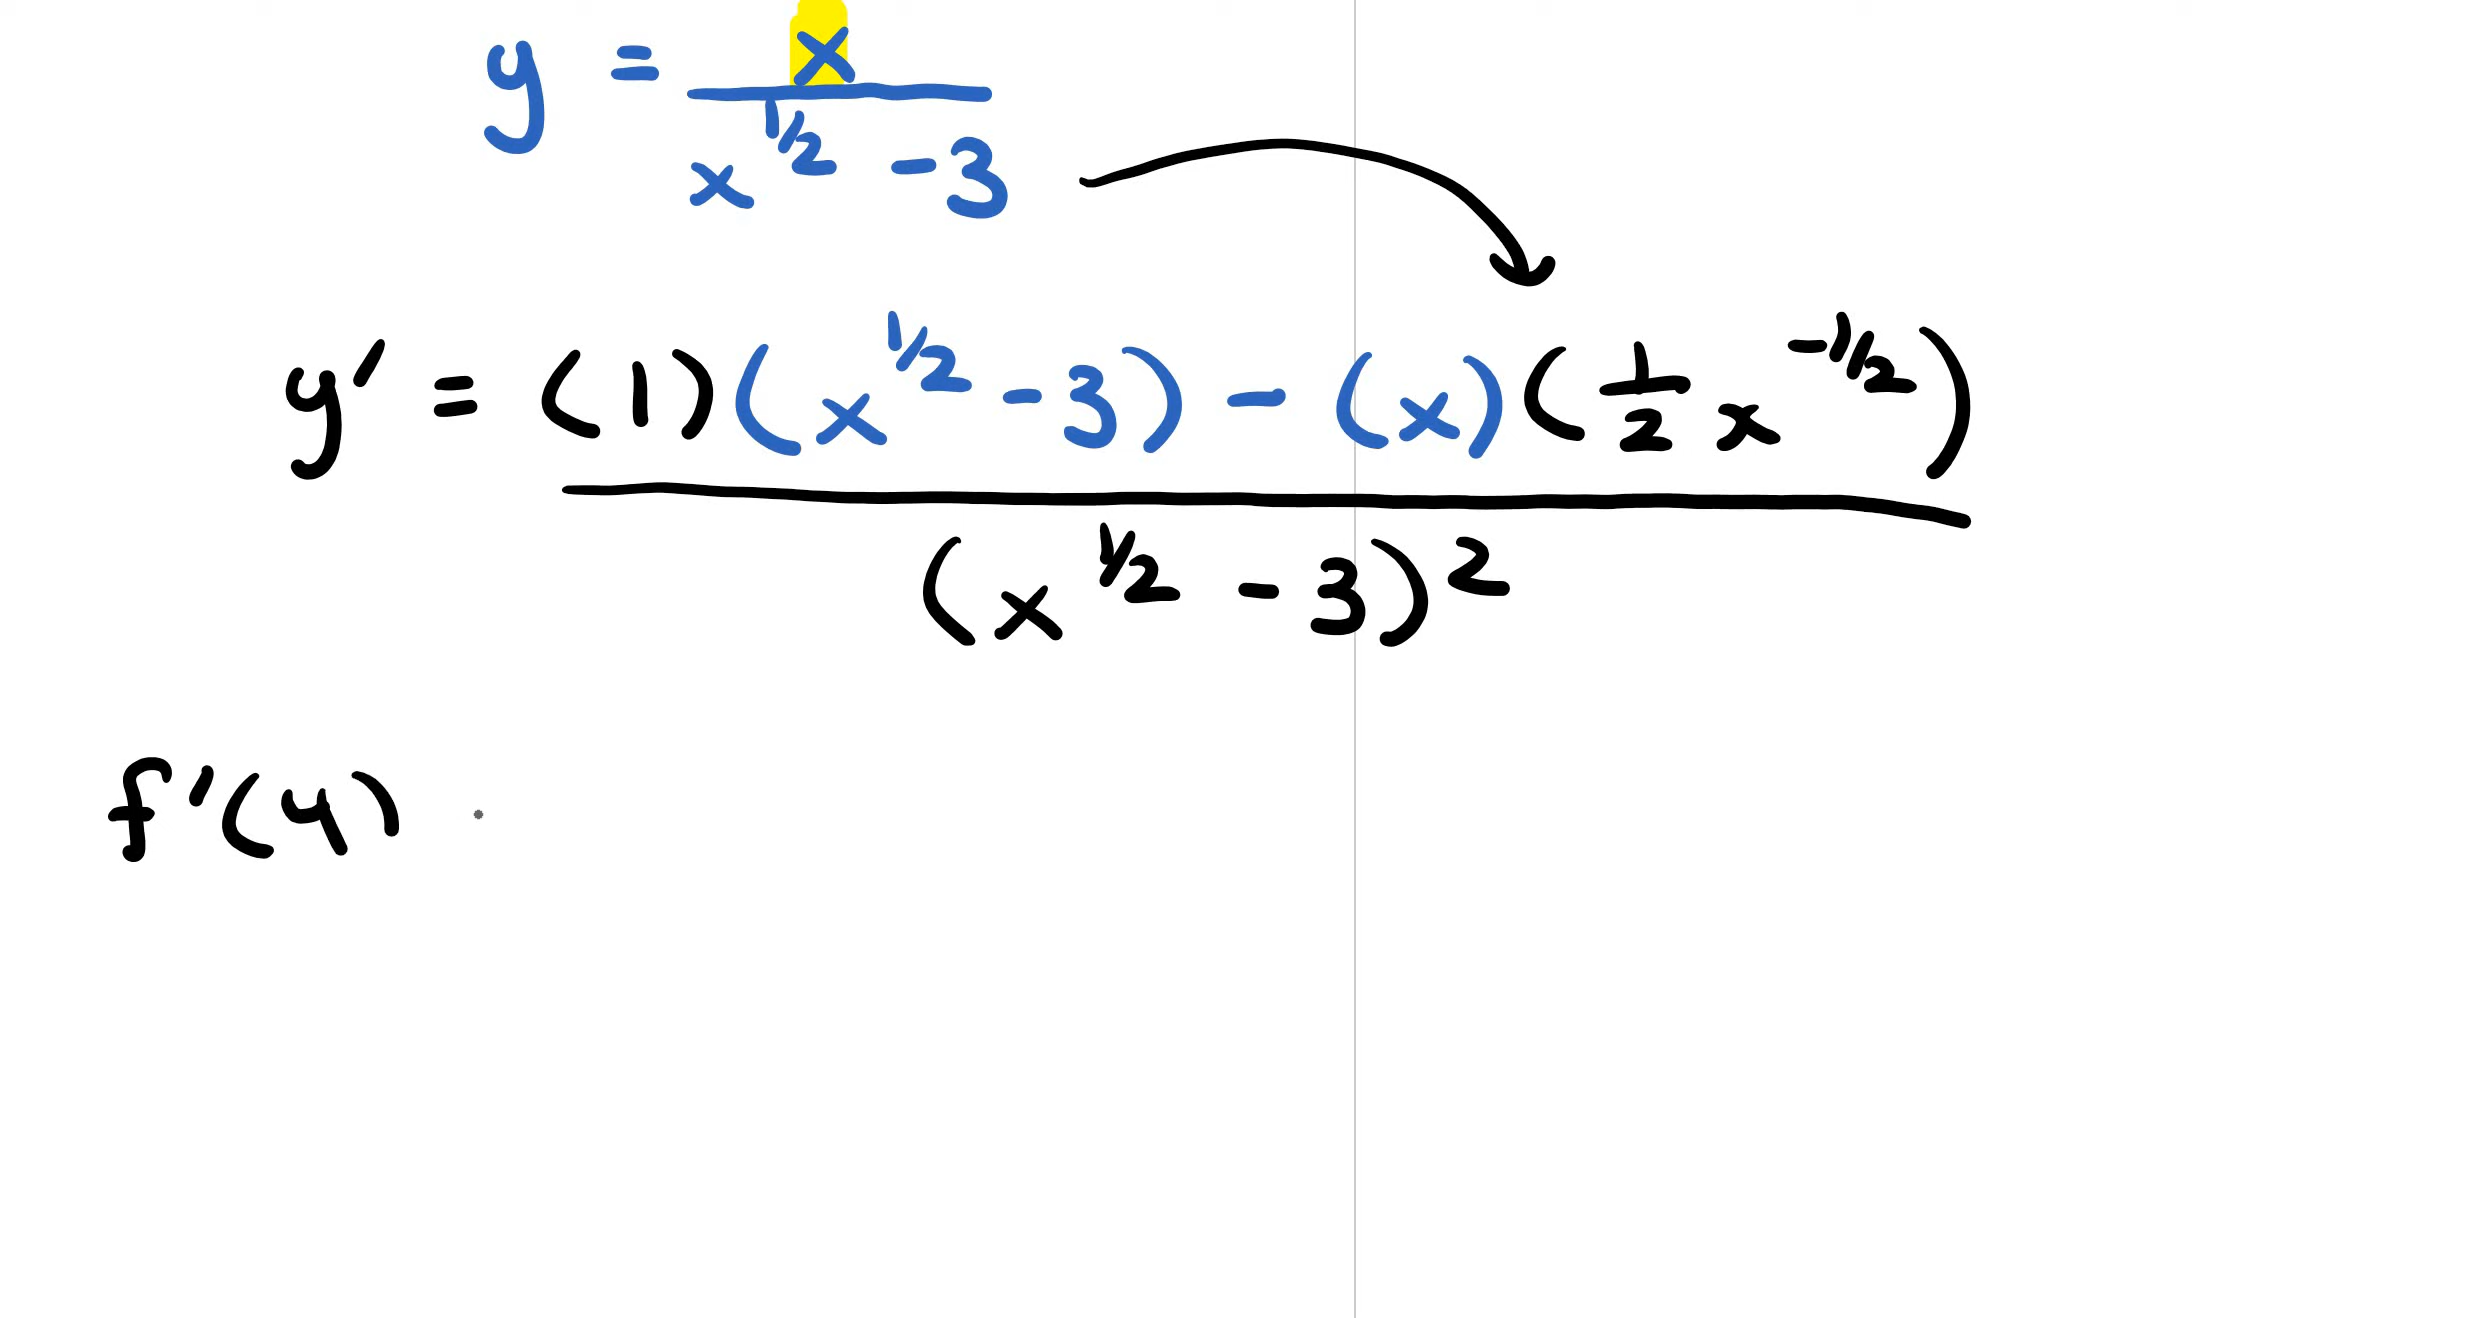 y = x / (x^1/2 - 3)
y' = (1)(x^1/2 - 3) - (x)(1/2 x^-1/2) / (x^1/2 - 3)^2
f'(4)